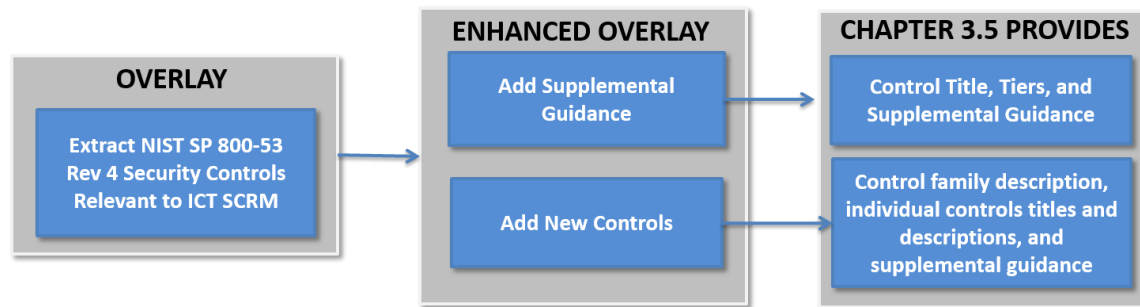 OVERLAY
Extract NIST SP 800-53
Rev 4 Security Controls
Relevant to ICT SCRM
ENHANCED OVERLAY
Add Supplemental
Guidance
Add New Controls
CHAPTER 3.5 PROVIDES
Control Title, Tiers, and
Supplemental Guidance
Control family description,
individual controls titles and
descriptions, and
supplemental guidance